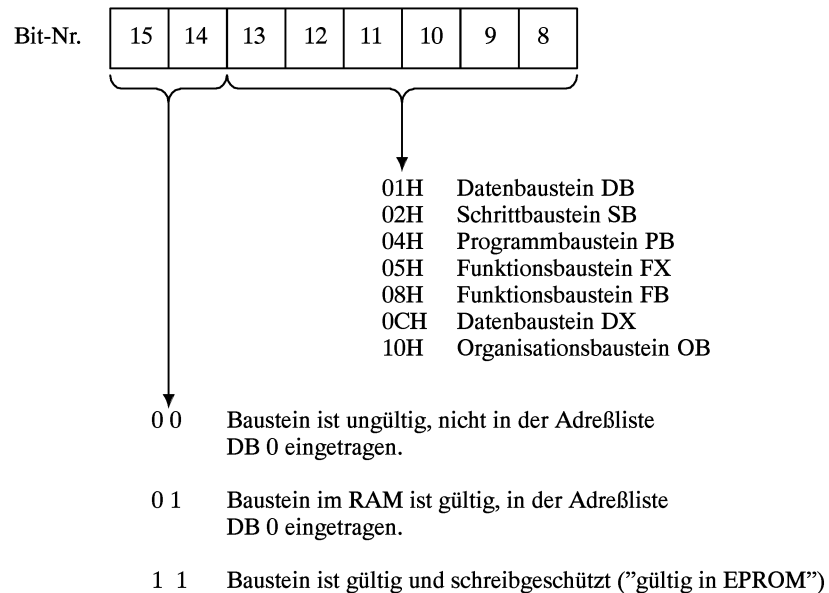 Bit-Nr. 15 14 13 12 11 10 9 8
01H Datenbaustein DB
02H Schrittbaustein SB
04H Programmbaustein PB
05H Funktionsbaustein FX
08H Funktionsbaustein FB
0CH Datenbaustein DX
10H Organisationsbaustein OB
0 0 Baustein ist ungültig, nicht in der Adreßliste
DB 0 eingetragen.
0 1 Baustein im RAM ist gültig, in der Adreßliste
DB 0 eingetragen.
1 1 Baustein ist gültig und schreibgeschützt (”gültig in EPROM”)